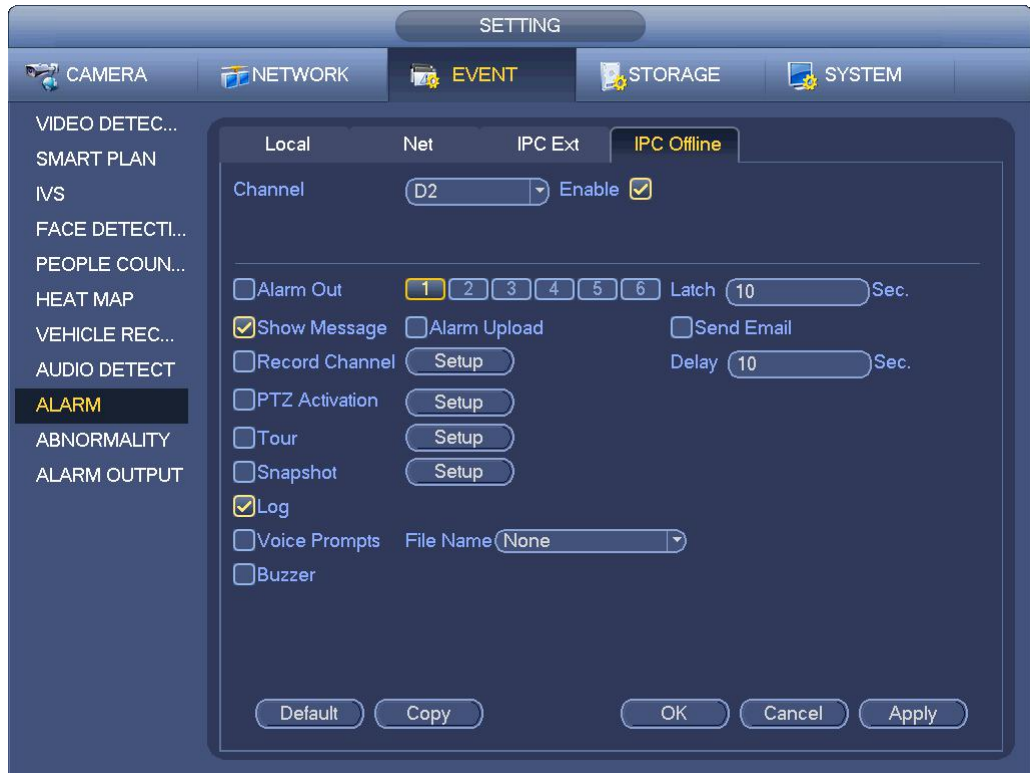 SETTING
CAMERA NETWORK EVENT STORAGE SYSTEM
VIDEO DETEC...
SMART PLAN
IVS
FACE DETECTI...
PEOPLE COUN...
HEAT MAP
VEHICLE REC...
AUDIO DETECT
ALARM
ABNORMALITY
ALARM OUTPUT
Local Net IPC Ext IPC Offline
Channel D2 Enable
Alarm Out 1 2 3 4 5 6 Latch 10 Sec.
Show Message Alarm Upload Send Email
Record Channel Setup Delay 10 Sec.
PTZ Activation Setup
Tour Setup
Snapshot Setup
Log
Voice Prompts File Name None
Buzzer
Default Copy OK Cancel Apply